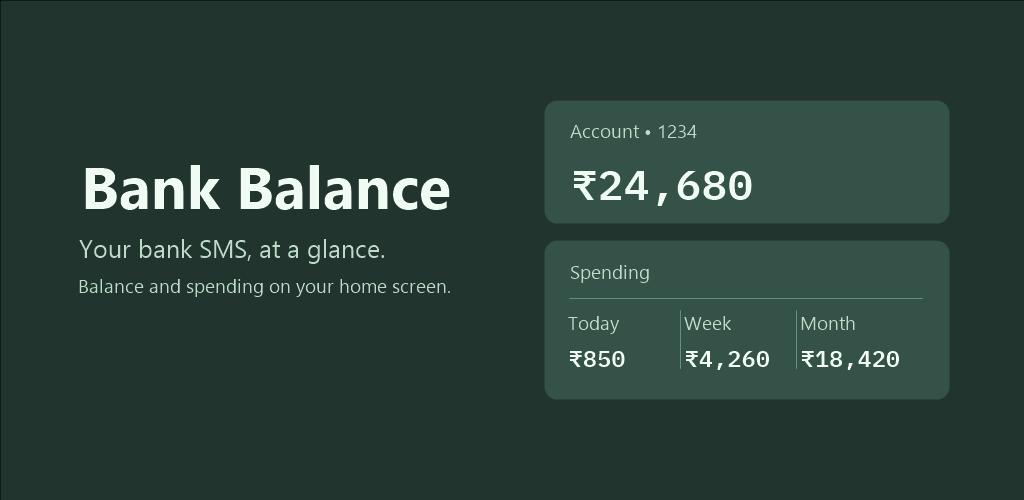 Bank Balance
Your bank SMS, at a glance.
Balance and spending on your home screen.
Account • 1234
₹24,680
Spending
Today Week Month
₹850 ₹4,260 ₹18,420